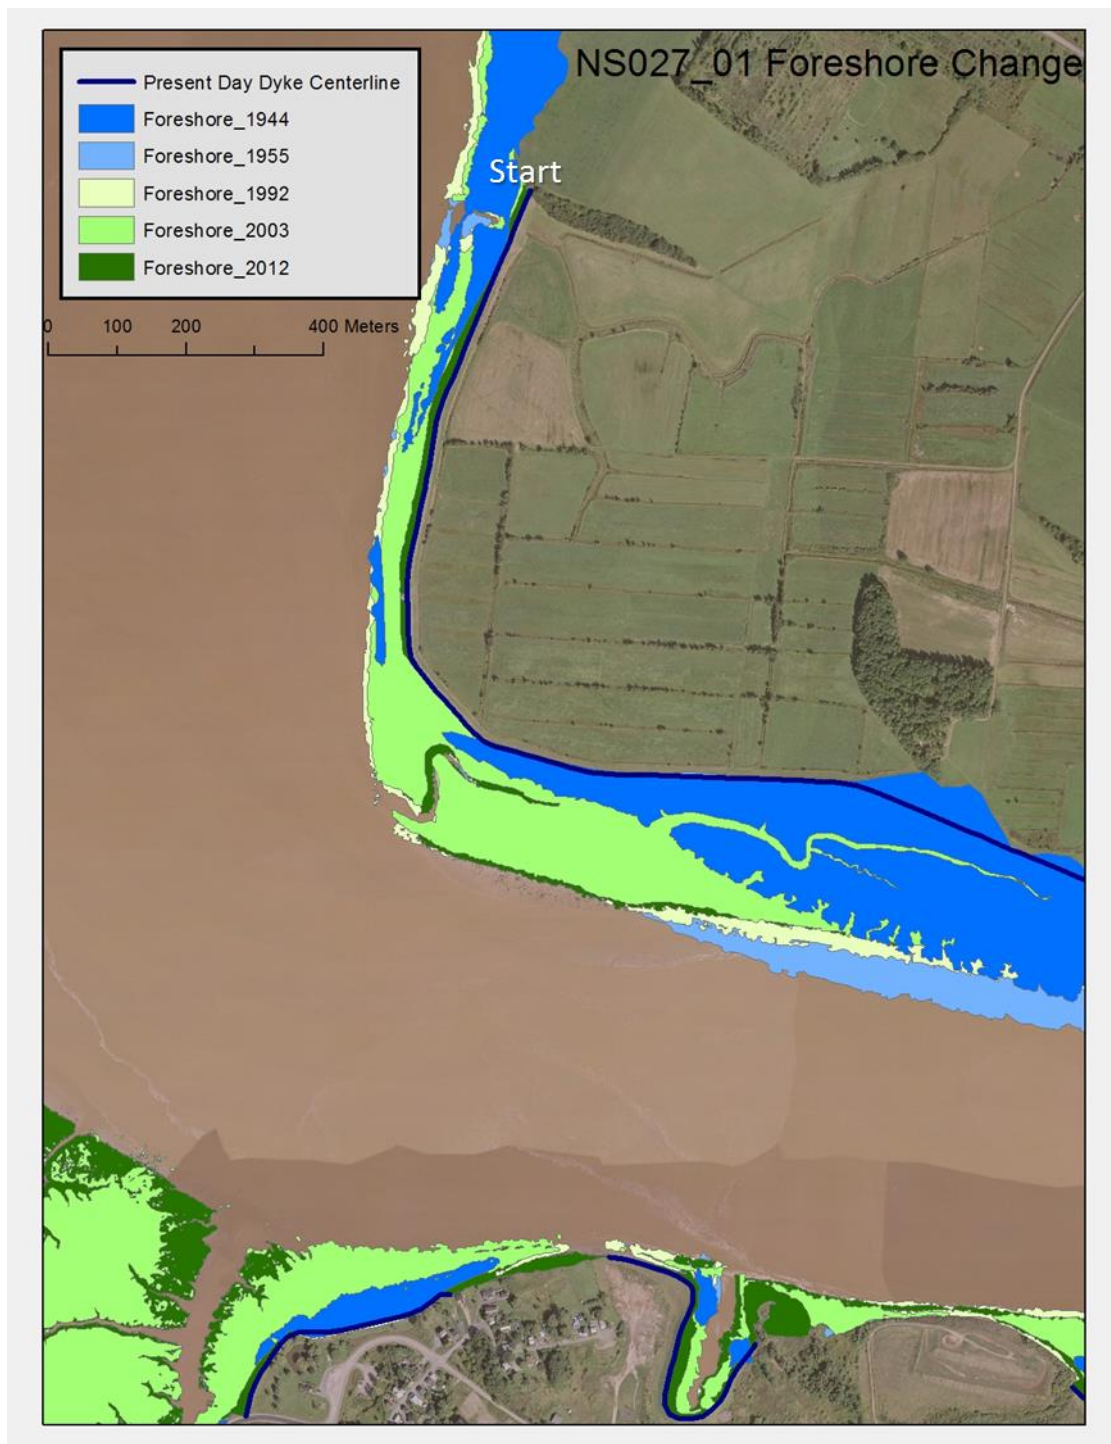 NS027_01 Foreshore Change
Present Day Dyke Centerline
Foreshore_1944
Foreshore_1955
Foreshore_1992
Foreshore_2003
Foreshore_2012
Start
0 100 200 400 Meters